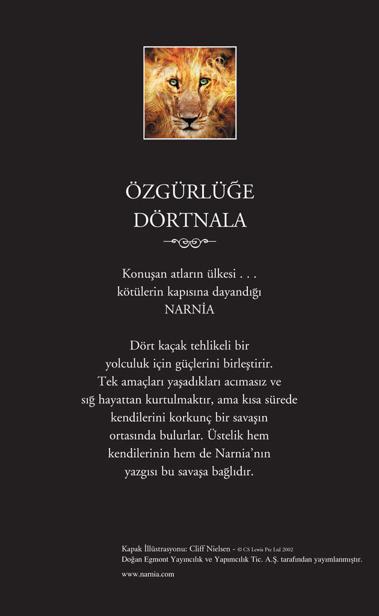 ÖZGÜRLÜĞE
DÖRTNALA
Konuşan atların ülkesi . . .
kötülerin kapısına dayandığı
NARNİA
Dört kaçak tehlikeli bir
yolculuk için güçlerini birleştirir.
Tek amaçları yaşadıkları acımasız ve
sığ hayattan kurtulmaktır, ama kısa sürede
kendilerini korkunç bir savaşın
ortasında bulurlar. Üstelik hem
kendilerinin hem de Narnia’nın
yazgısı bu savaşa bağlıdır.
Kapak İllüstrasyonu: Cliff Nielsen - © CS Lewis Pte Ltd 2002
Doğan Egmont Yayıncılık ve Yapımcılık Tic. A.Ş. tarafından yayımlanmıştır.
www.narnia.com